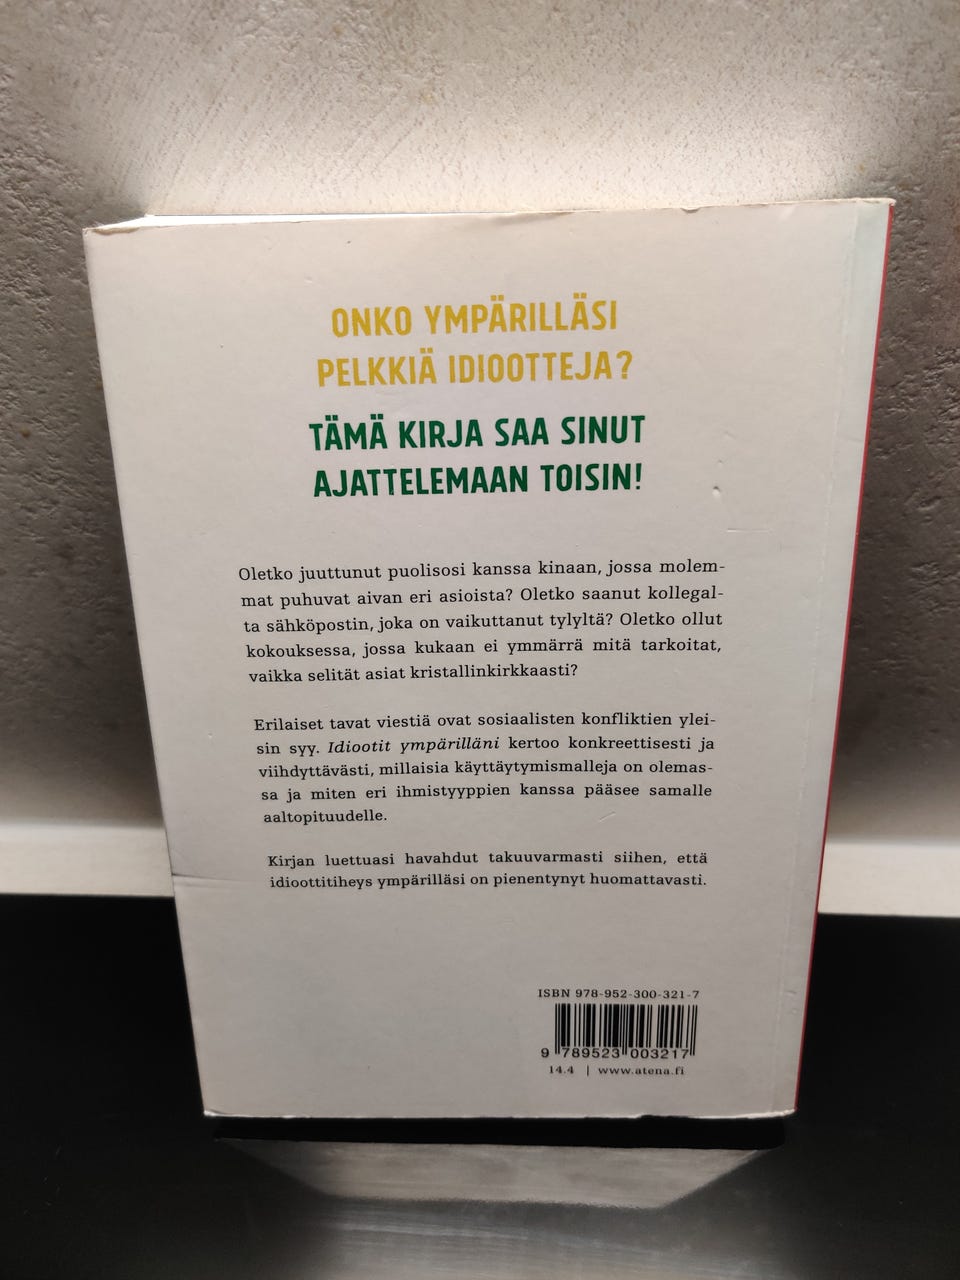 ONKO YMPÄRILLÄSI
PELKKIÄ IDIOOTTEJA?
TÄMÄ KIRJA SAA SINUT
AJATTELEMAAN TOISIN!
Oletko juuttunut puolisosi kanssa kinaan, jossa molem-
mat puhuvat aivan eri asioista? Oletko saanut kollegal-
ta sähköpostin, joka on vaikuttanut tylyltä? Oletko ollut
kokouksessa, jossa kukaan ei ymmärrä mitä tarkoitat,
vaikka selität asiat kristallinkirkkaasti?
Erilaiset tavat viestiä ovat sosiaalisten konfliktien ylei-
sin syy. Idiootit ympärilläni kertoo konkreettisesti ja
viihdyttävästi, millaisia käyttäytymismalleja on olemas-
sa ja miten eri ihmistyyppien kanssa pääsee samalle
aaltopituudelle.
Kirjan luettuasi havahdut takuuvarmasti siihen, että
idioottitiheys ympärilläsi on pienentynyt huomattavasti.
ISBN 978-952-300-321-7
9 789523 003217
14.4 | www.atena.fi